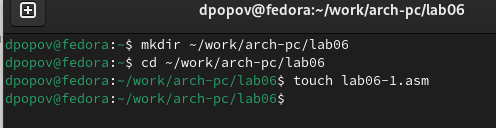 dpopov@fedora:~/work/arch-pc/lab06
dpopov@fedora:~$ mkdir ~/work/arch-pc/lab06
dpopov@fedora:~$ cd ~/work/arch-pc/lab06
dpopov@fedora:~/work/arch-pc/lab06$ touch lab06-1.asm
dpopov@fedora:~/work/arch-pc/lab06$